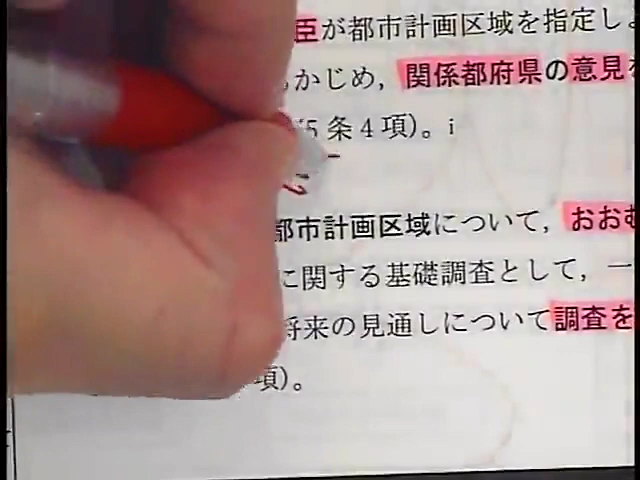 臣が都市計画区域を指定し
かじめ，関係都府県の意見
5条4項)。i
都市計画区域について，おおむ
に関する基礎調査として，一
将来の見通しについて調査を
項)。